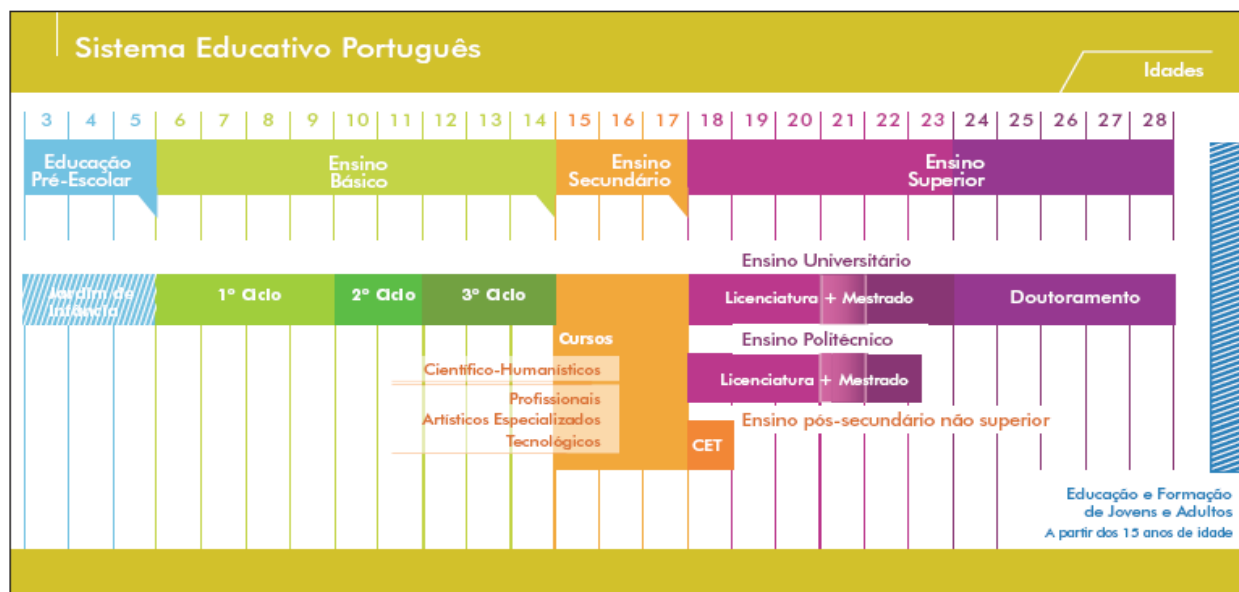 Sistema Educativo Português
Idades
3 4 5 6 7 8 9 10 11 12 13 14 15 16 17 18 19 20 21 22 23 24 25 26 27 28
Educação
Pré-Escolar
Ensino
Básico
Ensino
Secundário
Ensino
Superior
Ensino Universitário
Jardim de
Infância
1º Ciclo
2º Ciclo
3º Ciclo
Licenciatura + Mestrado
Doutoramento
Cursos
Ensino Politécnico
Científico-Humanísticos
Licenciatura + Mestrado
Profissionais
Artísticos Especializados
Tecnológicos
Ensino pós-secundário não superior
CET
Educação e Formação
de Jovens e Adultos
A partir dos 15 anos de idade